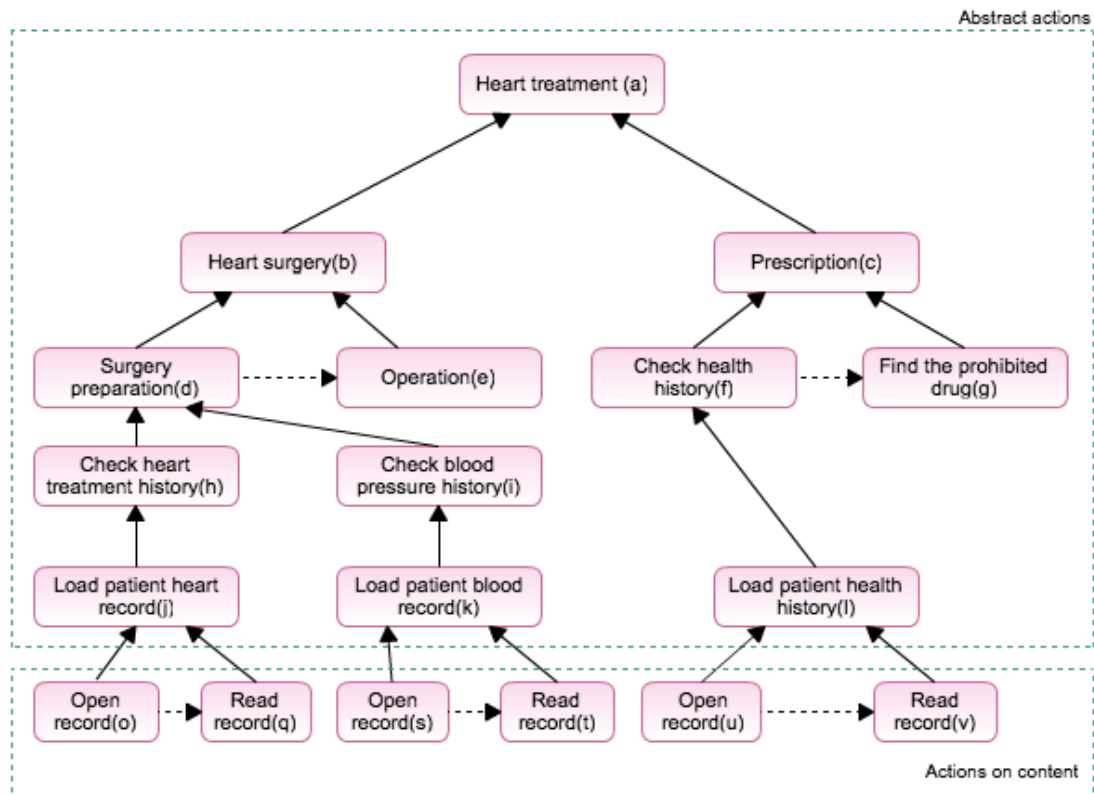 Abstract actions
Heart treatment (a)
Heart surgery(b)
Prescription(c)
Surgery
preparation(d)
Operation(e)
Check health
history(f)
Find the prohibited
drug(g)
Check heart
treatment history(h)
Check blood
pressure history(i)
Load patient heart
record(j)
Load patient blood
record(k)
Load patient health
history(l)
Open
record(o)
Read
record(q)
Open
record(s)
Read
record(t)
Open
record(u)
Read
record(v)
Actions on content